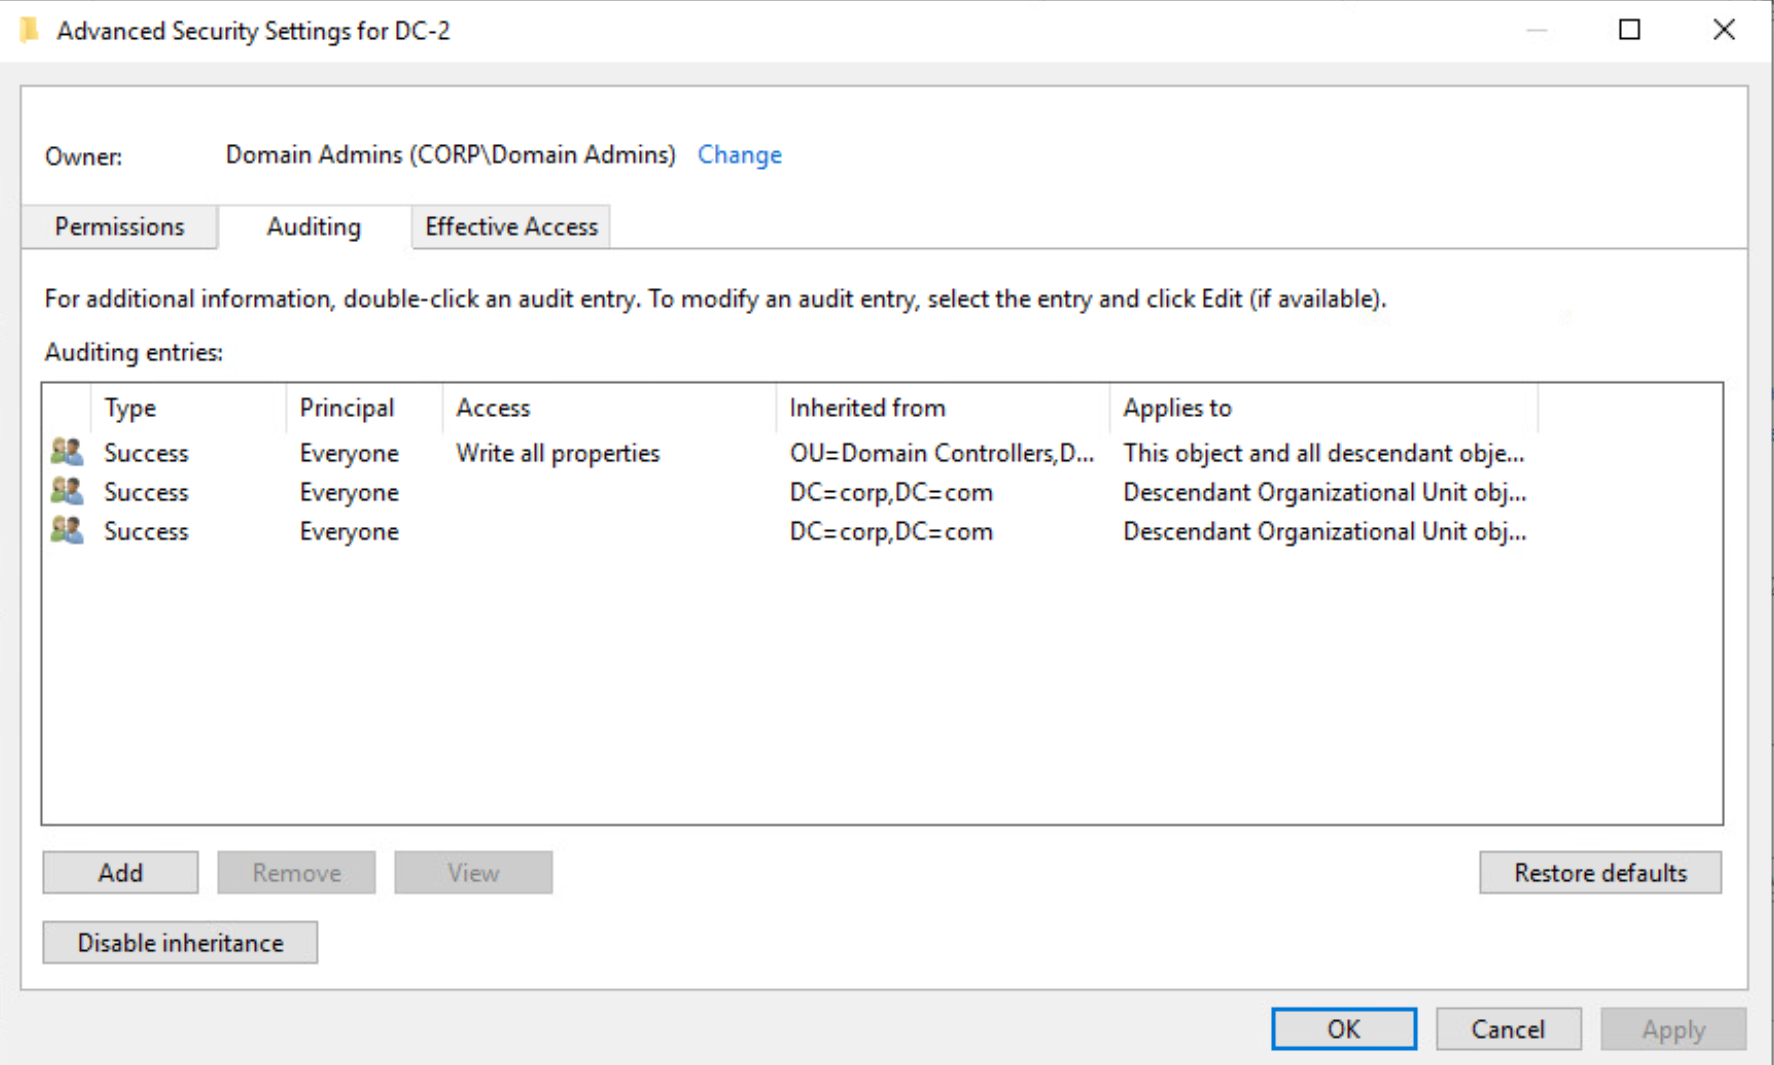 Advanced Security Settings for DC-2
Owner: Domain Admins (CORP\Domain Admins) Change
Permissions Auditing Effective Access
For additional information, double-click an audit entry. To modify an audit entry, select the entry and click Edit (if available).
Auditing entries:
Type Principal Access Inherited from Applies to
Success Everyone Write all properties OU=Domain Controllers,D... This object and all descendant obje...
Success Everyone DC=corp,DC=com Descendant Organizational Unit obj...
Success Everyone DC=corp,DC=com Descendant Organizational Unit obj...
Add Remove View Restore defaults
Disable inheritance
OK Cancel Apply